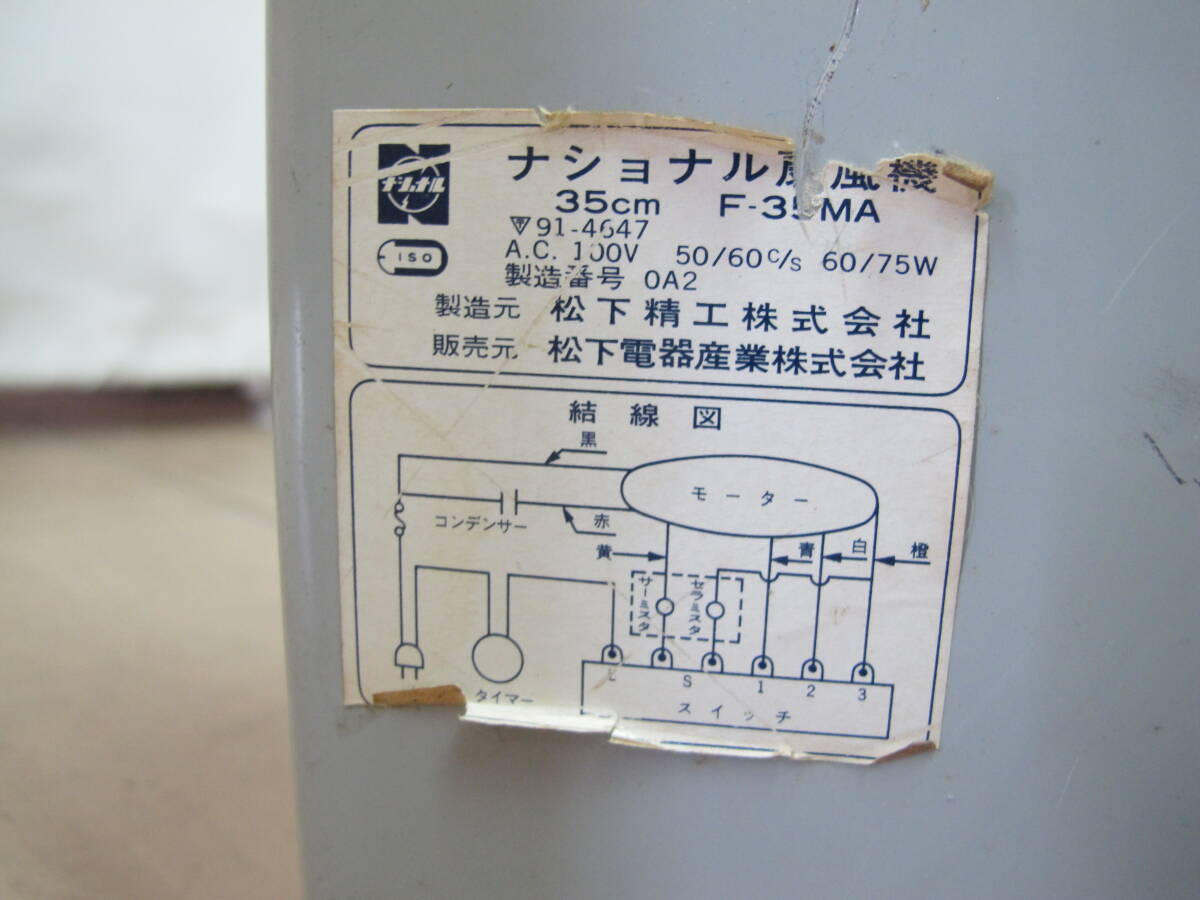 ナショナル
ナショナル扇風機
35cm F-35MA
ISO
91-4647
A.C. 100V 50/60c/s 60/75W
製造番号 0A2
製造元 松下精工株式会社
販売元 松下電器産業株式会社
結線図
黒
モーター
コンデンサー
赤
黄
青
白
橙
サーミスタ
セラミスタ
タイマー
L S 1 2 3
スイッチ